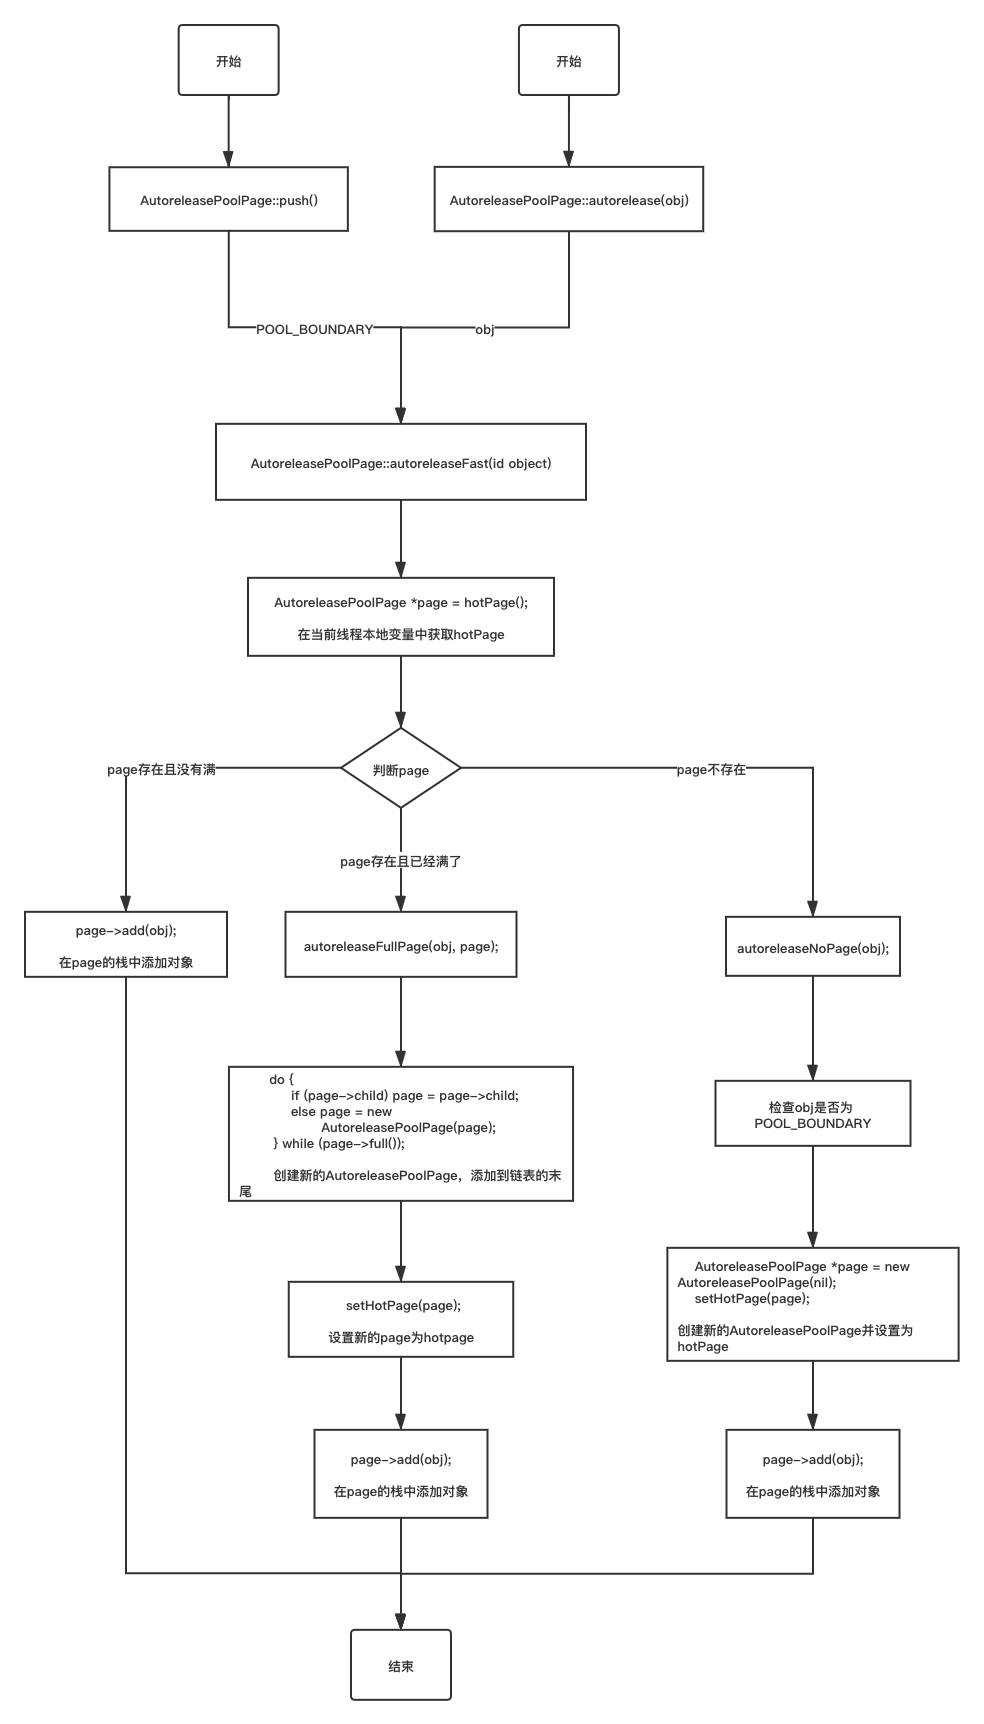 开始
开始
AutoreleasePoolPage::push()
AutoreleasePoolPage::autorelease(obj)
POOL_BOUNDARY
obj
AutoreleasePoolPage::autoreleaseFast(id object)
AutoreleasePoolPage *page = hotPage();
在当前线程本地变量中获取hotPage
判断page
page存在且没有满
page不存在
page存在且已经满了
page->add(obj);
在page的栈中添加对象
autoreleaseFullPage(obj, page);
autoreleaseNoPage(obj);
do {
if (page->child) page = page->child;
else page = new
AutoreleasePoolPage(page);
} while (page->full());
创建新的AutoreleasePoolPage，添加到链表的末
尾
检查obj是否为
POOL_BOUNDARY
setHotPage(page);
设置新的page为hotpage
AutoreleasePoolPage *page = new
AutoreleasePoolPage(nil);
setHotPage(page);
创建新的AutoreleasePoolPage并设置为
hotPage
page->add(obj);
在page的栈中添加对象
page->add(obj);
在page的栈中添加对象
结束